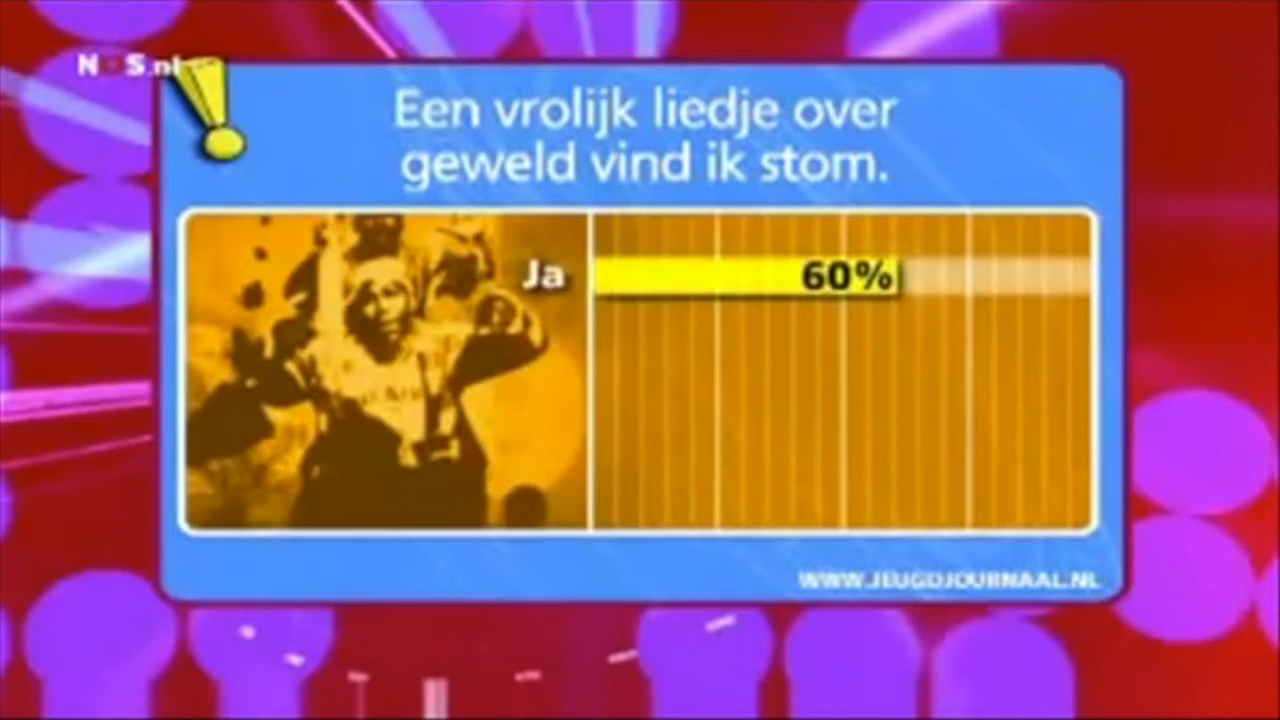 NOS.nl
Een vrolijk liedje over
geweld vind ik stom.
Ja 60%
WWW.JEUGDJOURNAAL.NL